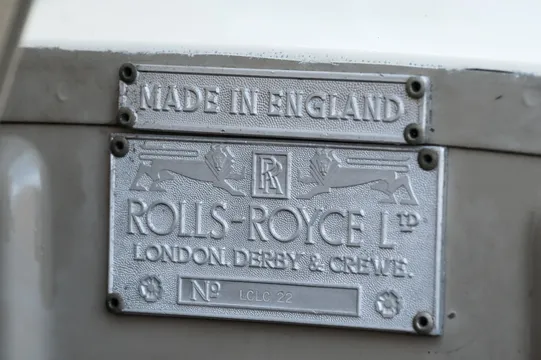 MADE IN ENGLAND
RR
ROLLS-ROYCE LTD
LONDON, DERBY & CREWE.
No LCLC 22